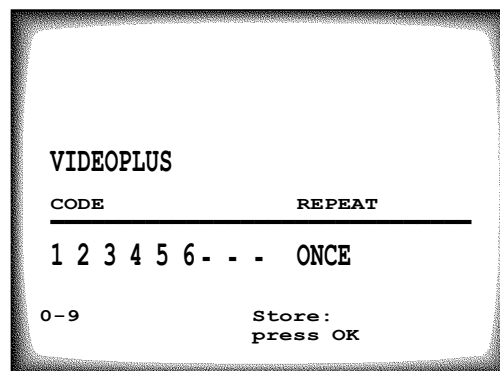 VIDEOPLUS
CODE REPEAT
1 2 3 4 5 6 - - - ONCE
0-9 Store:
press OK